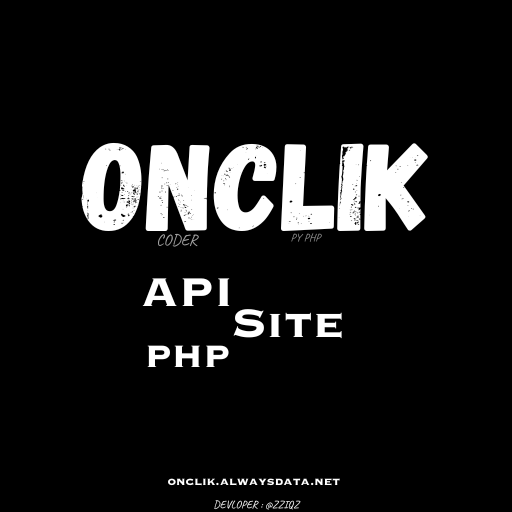 ONCLIK
CODER PY PHP
API
SITE
PHP
ONCLIK.ALWAYSDATA.NET
DEVLOPER : @ZZIQZ